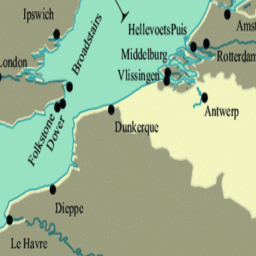 Ipswich
Broadstairs
HellevoetsPuis
Amst
London
Middelburg
Rotterdam
Vlissingen
Folkstone
Dover
Dunkerque
Antwerp
Dieppe
Le Havre